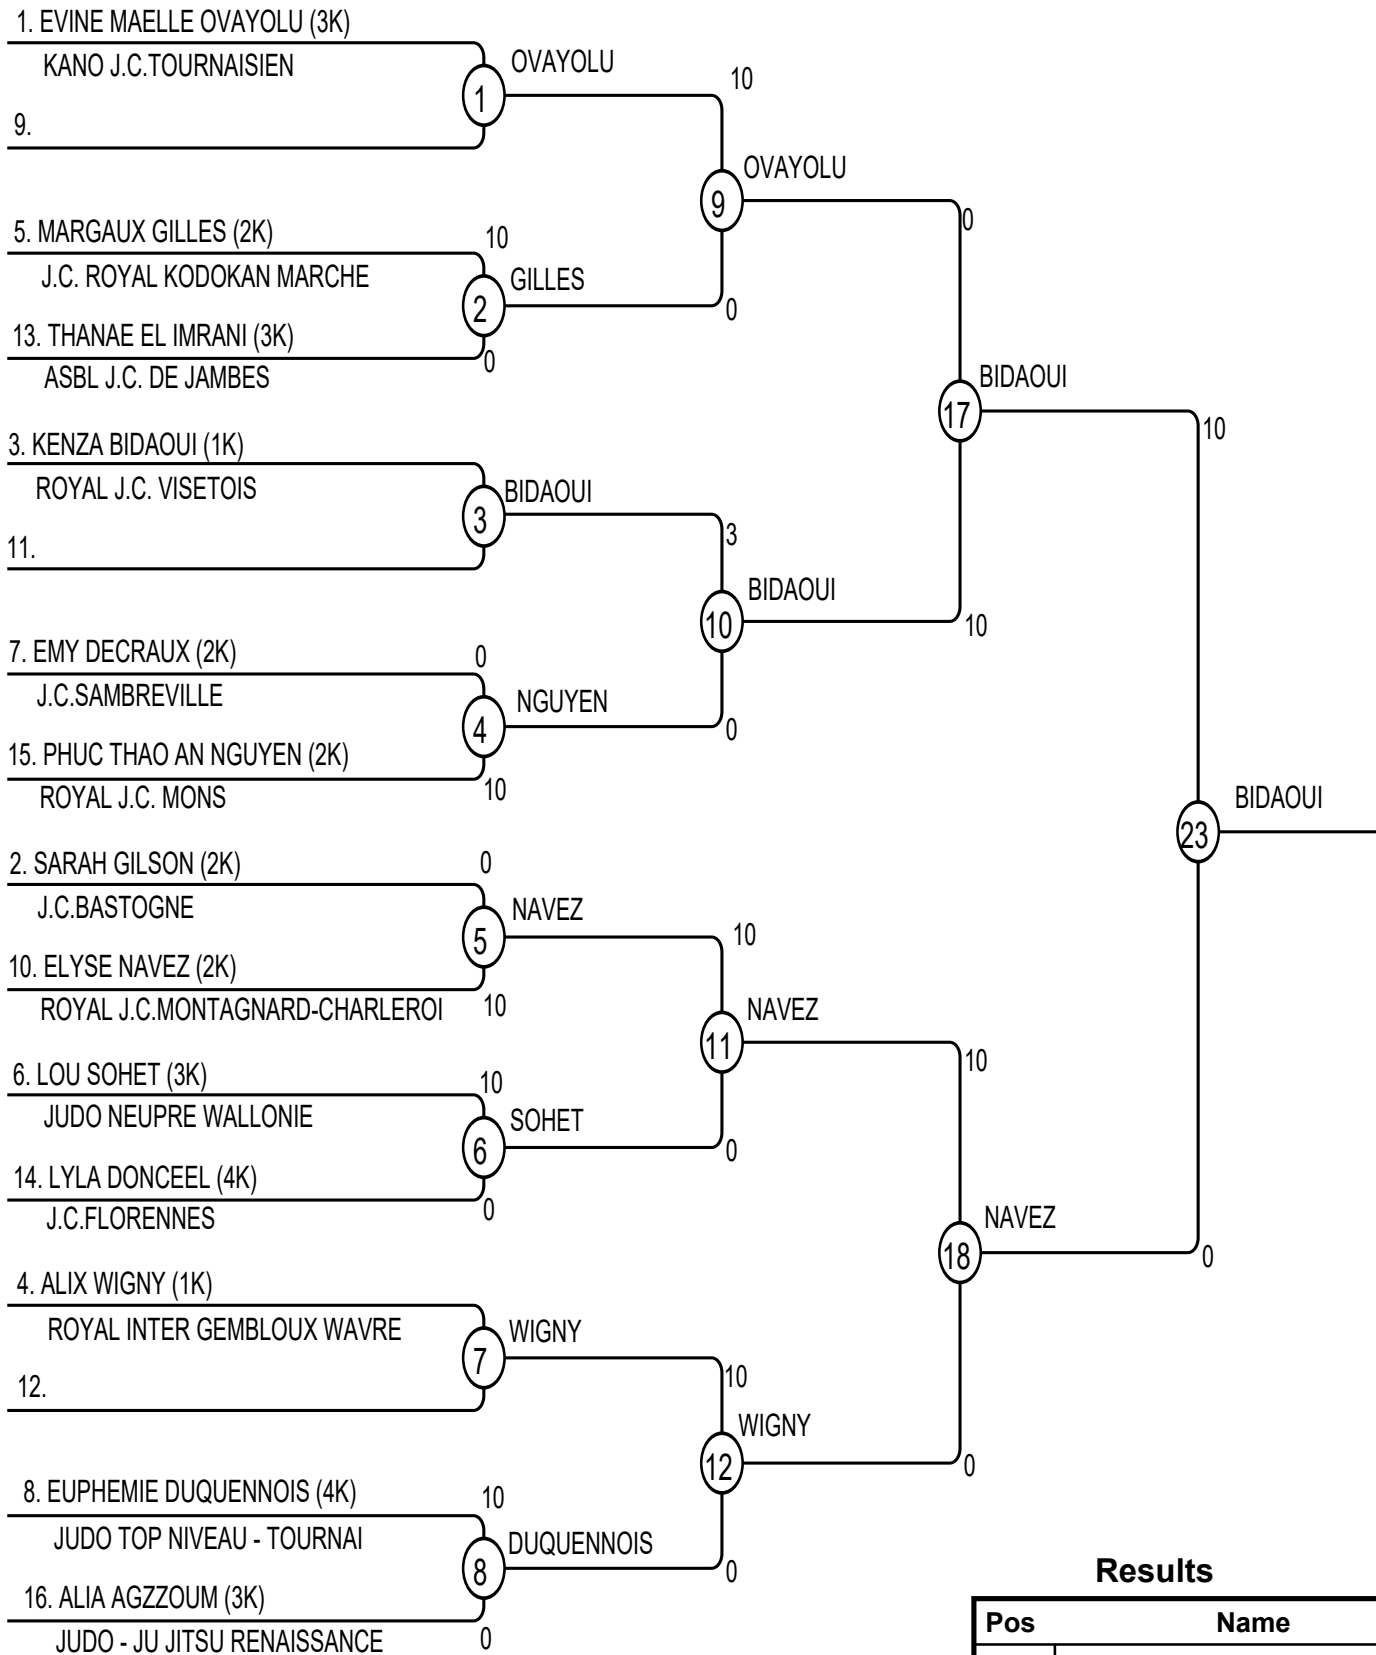 1. EVINE MAELLE OVAYOLU (3K)
KANO J.C.TOURNAISIEN
9.
1
OVAYOLU
10
5. MARGAUX GILLES (2K)
J.C. ROYAL KODOKAN MARCHE
13. THANAE EL IMRANI (3K)
ASBL J.C. DE JAMBES
10
2
0
GILLES
0
9
OVAYOLU
0
3. KENZA BIDAOUI (1K)
ROYAL J.C. VISETOIS
11.
3
BIDAOUI
3
7. EMY DECRAUX (2K)
J.C.SAMBREVILLE
15. PHUC THAO AN NGUYEN (2K)
ROYAL J.C. MONS
0
4
10
NGUYEN
0
10
BIDAOUI
10
17
BIDAOUI
10
2. SARAH GILSON (2K)
J.C.BASTOGNE
10. ELYSE NAVEZ (2K)
ROYAL J.C.MONTAGNARD-CHARLEROI
0
5
10
NAVEZ
10
6. LOU SOHET (3K)
JUDO NEUPRE WALLONIE
14. LYLA DONCEEL (4K)
J.C.FLORENNES
10
6
0
SOHET
0
11
NAVEZ
10
4. ALIX WIGNY (1K)
ROYAL INTER GEMBLOUX WAVRE
12.
7
WIGNY
10
8. EUPHEMIE DUQUENNOIS (4K)
JUDO TOP NIVEAU - TOURNAI
16. ALIA AGZZOUM (3K)
JUDO - JU JITSU RENAISSANCE
10
8
0
DUQUENNOIS
0
12
WIGNY
0
18
NAVEZ
0
23
BIDAOUI
Results
Pos Name